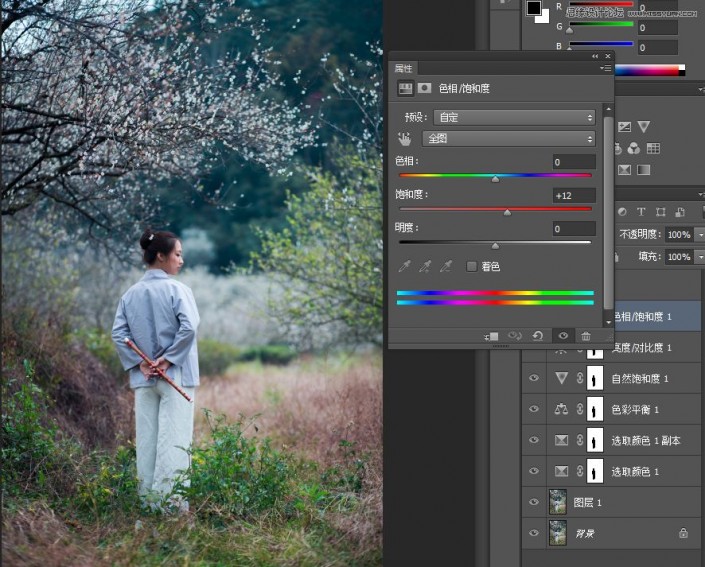 R 0
思缘设计论坛 WWW.MISSYUAN.COM
G 0
B 0
属性
色相/饱和度
预设: 自定
全图
色相: 0
饱和度: +12
明度: 0
着色
不透明度: 100%
填充: 100%
色相/饱和度 1
亮度/对比度 1
自然饱和度 1
色彩平衡 1
选取颜色 1 副本
选取颜色 1
图层 1
背景